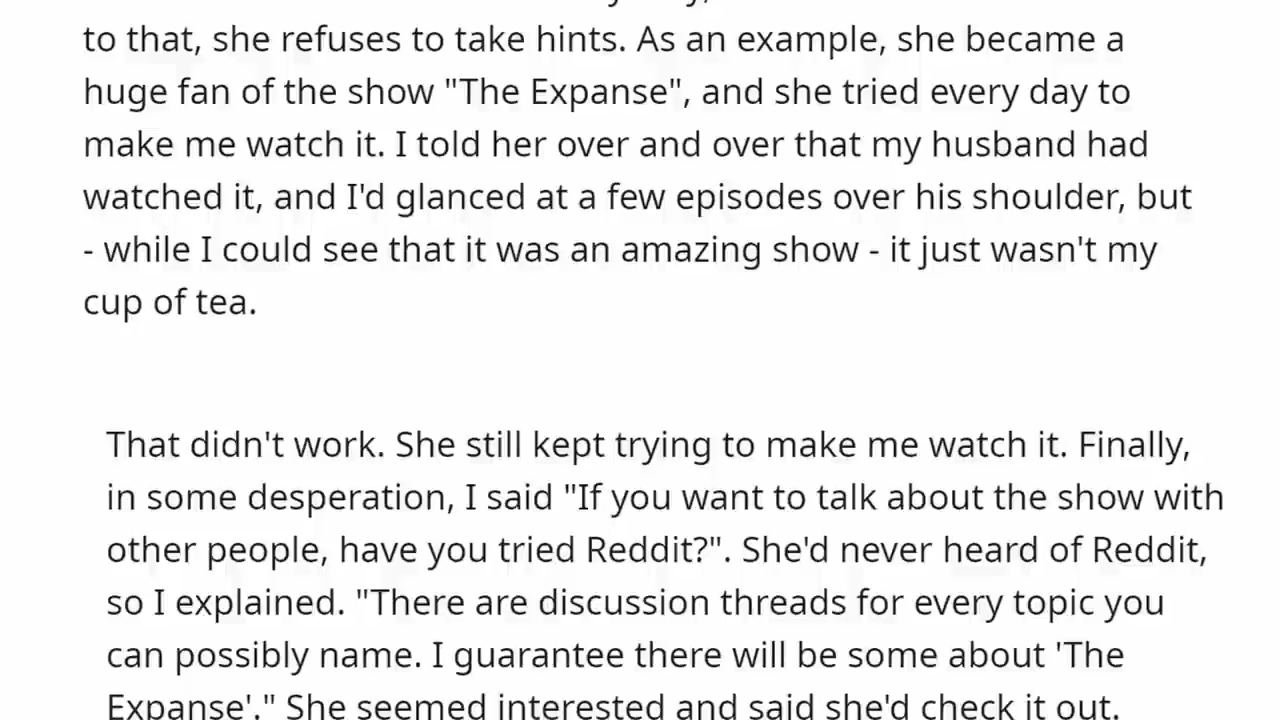 to that, she refuses to take hints. As an example, she became a
huge fan of the show "The Expanse", and she tried every day to
make me watch it. I told her over and over that my husband had
watched it, and I'd glanced at a few episodes over his shoulder, but
- while I could see that it was an amazing show - it just wasn't my
cup of tea.
That didn't work. She still kept trying to make me watch it. Finally,
in some desperation, I said "If you want to talk about the show with
other people, have you tried Reddit?". She'd never heard of Reddit,
so I explained. "There are discussion threads for every topic you
can possibly name. I guarantee there will be some about 'The
Expanse'." She seemed interested and said she'd check it out.